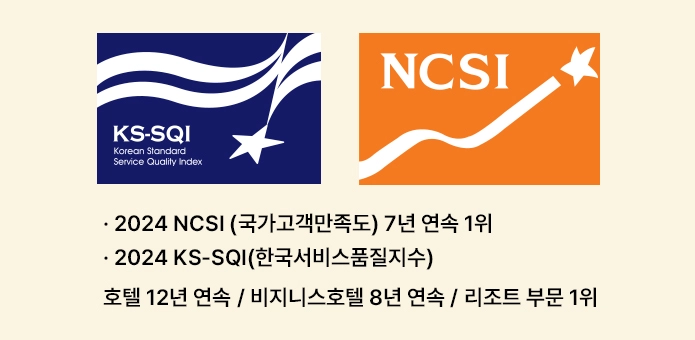 KS-SQI
Korean Standard
Service Quality Index
NCSI
· 2024 NCSI (국가고객만족도) 7년 연속 1위
· 2024 KS-SQI(한국서비스품질지수)
호텔 12년 연속 / 비지니스호텔 8년 연속 / 리조트 부문 1위